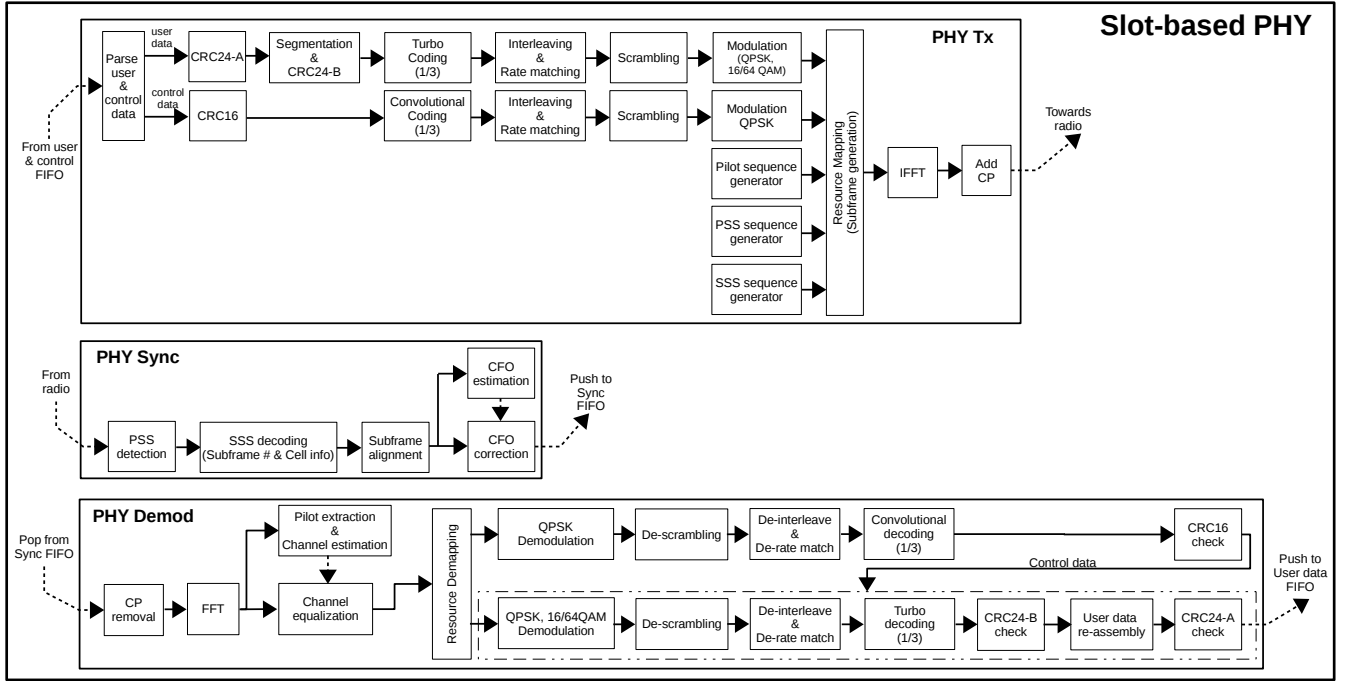 Slot-based PHY
PHY Tx
From user
& control
FIFO
Parse
user
&
control
data
user
data
control
data
CRC24-A
Segmentation
&
CRC24-B
Turbo
Coding
(1/3)
Interleaving
&
Rate matching
Scrambling
Modulation
(QPSK,
16/64 QAM)
CRC16
Convolutional
Coding
(1/3)
Interleaving
&
Rate matching
Scrambling
Modulation
QPSK
Pilot sequence
generator
PSS sequence
generator
SSS sequence
generator
Resource Mapping
(Subframe generation)
IFFT
Add
CP
Towards
radio
PHY Sync
From
radio
PSS
detection
SSS decoding
(Subframe # & Cell info)
Subframe
alignment
CFO
estimation
CFO
correction
Push to
Sync
FIFO
PHY Demod
Pop from
Sync FIFO
CP
removal
FFT
Pilot extraction
&
Channel estimation
Channel
equalization
Resource Demapping
QPSK
Demodulation
De-scrambling
De-interleave
&
De-rate match
Convolutional
decoding
(1/3)
CRC16
check
Control data
QPSK, 16/64QAM
Demodulation
De-scrambling
De-interleave
&
De-rate match
Turbo
decoding
(1/3)
CRC24-B
check
User data
re-assembly
CRC24-A
check
Push to
User data
FIFO